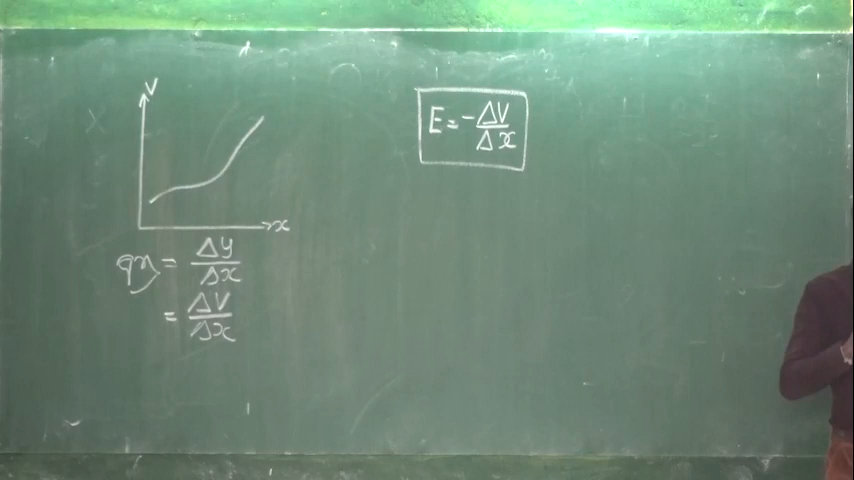 V
x
= Δy/Δx
= ΔV/Δx
E = -ΔV/Δx